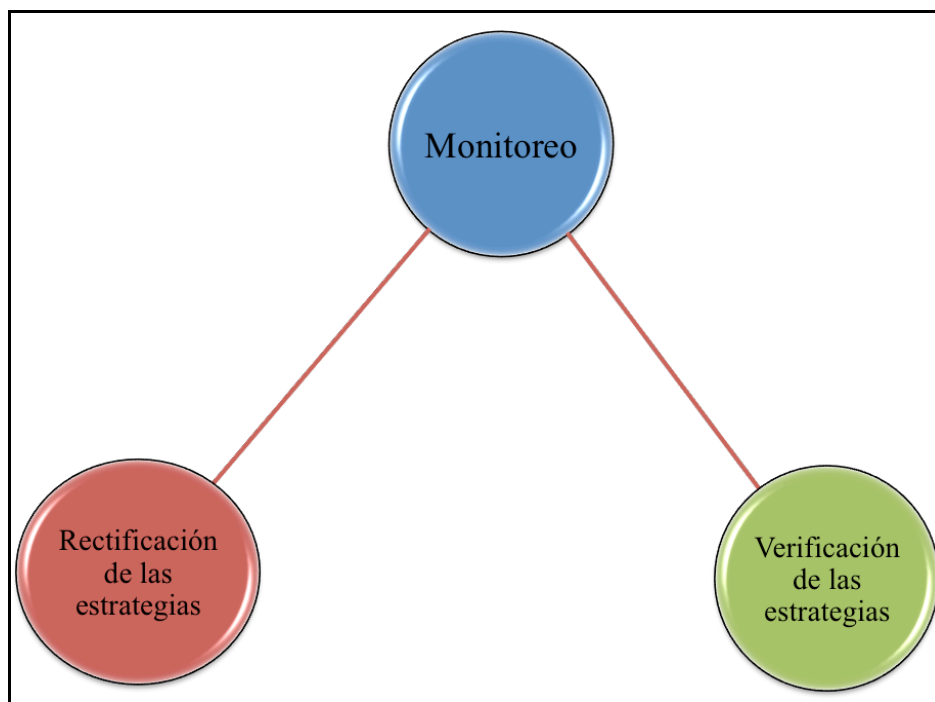 Monitoreo
Rectificación
de las
estrategias
Verificación
de las
estrategias